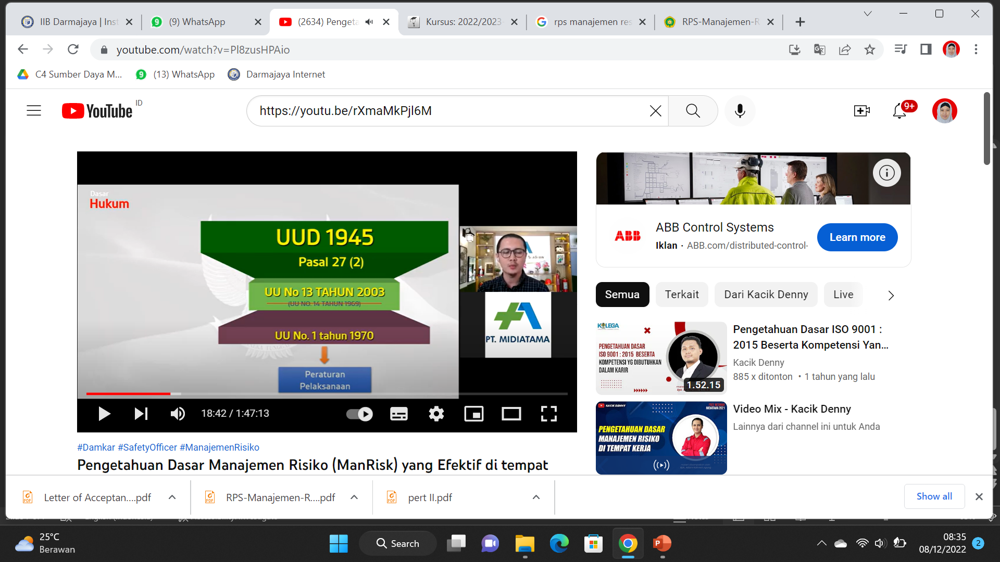 IIB Darmajaya | Inst
(9) WhatsApp
(2634) Pengeta
Kursus: 2022/2023-
rps manajemen res
RPS-Manajemen-R
youtube.com/watch?v=Pl8zusHPAio
C4 Sumber Daya M...
(13) WhatsApp
Darmajaya Internet
YouTube ID
https://youtu.be/rXmaMkPjl6M
9+
Dasar
Hukum
UUD 1945
Pasal 27 (2)
UU No 13 TAHUN 2003
(UU NO. 14 TAHUN 1969)
UU No. 1 tahun 1970
Peraturan
Pelaksanaan
Academy
PT. MIDIATAMA
18:42 / 1:47:13
#Damkar #SafetyOfficer #ManajemenRisiko
Pengetahuan Dasar Manajemen Risiko (ManRisk) yang Efektif di tempat
ABB
ABB Control Systems
Iklan · ABB.com/distributed-control-
Learn more
Semua
Terkait
Dari Kacik Denny
Live
KOLEGA
PENGETAHUAN DASAR
ISO 9001 : 2015 BESERTA
KOMPETENSI YG DIBUTUHKAN
DALAM KARIR
1.52.15
Pengetahuan Dasar ISO 9001 :
2015 Beserta Kompetensi Yan...
Kacik Denny
885 x ditonton • 1 tahun yang lalu
KACIK DENNY
FREE WEBINAR
MIDIATAMA 2021
PENGETAHUAN DASAR
MANAJEMEN RISIKO
DI TEMPAT KERJA
Video Mix - Kacik Denny
Lainnya dari channel ini untuk Anda
Letter of Acceptan....pdf
RPS-Manajemen-R....pdf
pert II.pdf
Show all
25°C
Berawan
Search
08:35
08/12/2022
2